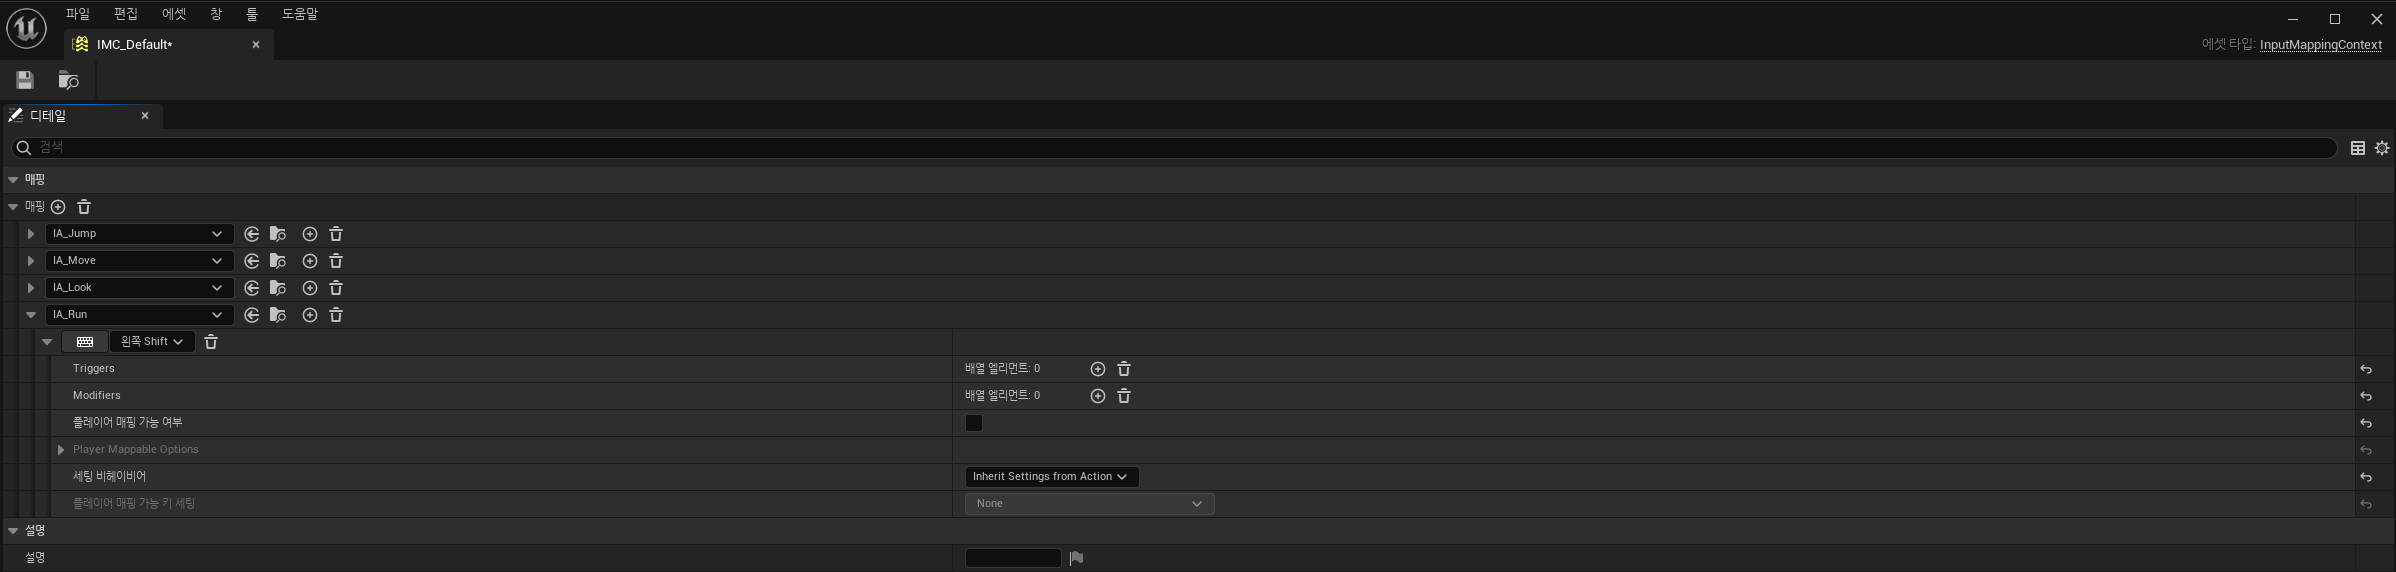 파일 편집 에셋 창 툴 도움말
IMC_Default*
에셋 타입: InputMappingContext
디테일
검색
매핑
매핑
IA_Jump
IA_Move
IA_Look
IA_Run
왼쪽 Shift
Triggers 배열 엘리먼트: 0
Modifiers 배열 엘리먼트: 0
플레이어 매핑 가능 여부
Player Mappable Options
세팅 비헤이비어 Inherit Settings from Action
플레이어 매핑 가능 키 세팅 None
설명
설명